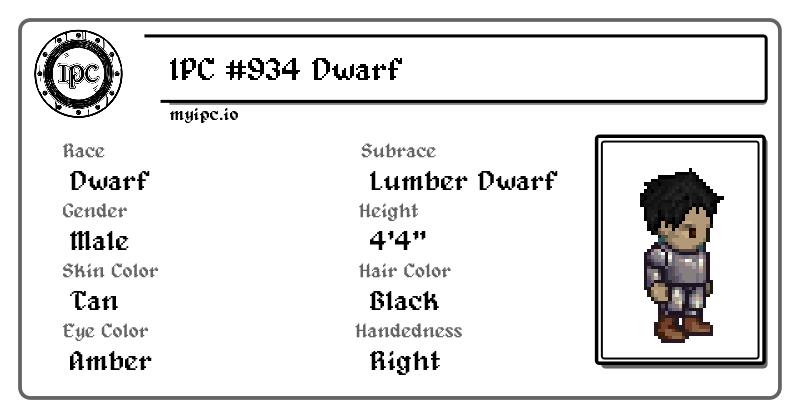 IPC
IPC #934 Dwarf
myipc.io
Race
Dwarf
Subrace
Lumber Dwarf
Gender
Male
Height
4'4"
Skin Color
Tan
Hair Color
Black
Eye Color
Amber
Handedness
Right